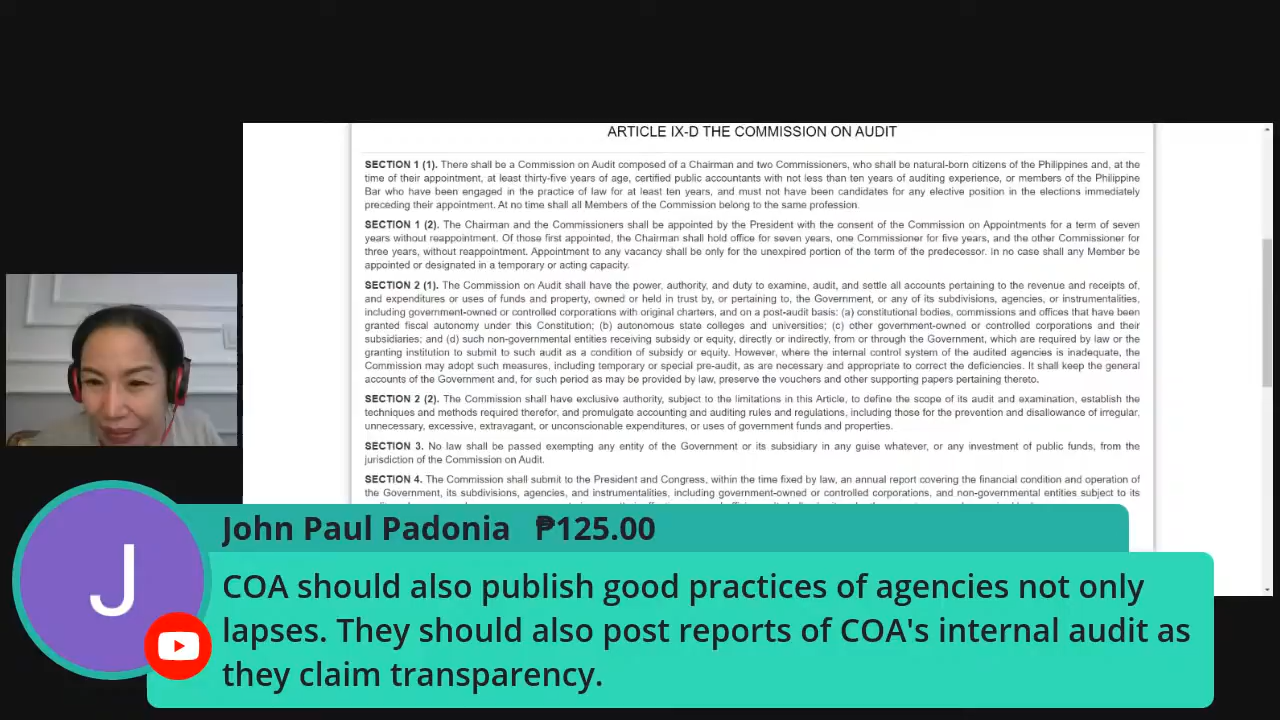 ARTICLE IX-D THE COMMISSION ON AUDIT
SECTION 1 (1). There shall be a Commission on Audit composed of a Chairman and two Commissioners, who shall be natural-born citizens of the Philippines and, at the
time of their appointment, at least thirty-five years of age, certified public accountants with not less than ten years of auditing experience, or members of the Philippine
Bar who have been engaged in the practice of law for at least ten years, and must not have been candidates for any elective position in the elections immediately
preceding their appointment. At no time shall all Members of the Commission belong to the same profession.
SECTION 1 (2). The Chairman and the Commissioners shall be appointed by the President with the consent of the Commission on Appointments for a term of seven
years without reappointment. Of those first appointed, the Chairman shall hold office for seven years, one Commissioner for five years, and the other Commissioner for
three years, without reappointment. Appointment to any vacancy shall be only for the unexpired portion of the term of the predecessor. In no case shall any Member be
appointed or designated in a temporary or acting capacity.
SECTION 2 (1). The Commission on Audit shall have the power, authority, and duty to examine, audit, and settle all accounts pertaining to the revenue and receipts of,
and expenditures or uses of funds and property, owned or held in trust by, or pertaining to, the Government, or any of its subdivisions, agencies, or instrumentalities,
including government-owned or controlled corporations with original charters, and on a post-audit basis: (a) constitutional bodies, commissions and offices that have been
granted fiscal autonomy under this Constitution; (b) autonomous state colleges and universities; (c) other government-owned or controlled corporations and their
subsidiaries; and (d) such non-governmental entities receiving subsidy or equity, directly or indirectly, from or through the Government, which are required by law or the
granting institution to submit to such audit as a condition of subsidy or equity. However, where the internal control system of the audited agencies is inadequate, the
Commission may adopt such measures, including temporary or special pre-audit, as are necessary and appropriate to correct the deficiencies. It shall keep the general
accounts of the Government and, for such period as may be provided by law, preserve the vouchers and other supporting papers pertaining thereto.
SECTION 2 (2). The Commission shall have exclusive authority, subject to the limitations in this Article, to define the scope of its audit and examination, establish the
techniques and methods required therefor, and promulgate accounting and auditing rules and regulations, including those for the prevention and disallowance of irregular,
unnecessary, excessive, extravagant, or unconscionable expenditures, or uses of government funds and properties.
SECTION 3. No law shall be passed exempting any entity of the Government or its subsidiary in any guise whatever, or any investment of public funds, from the
jurisdiction of the Commission on Audit.
SECTION 4. The Commission shall submit to the President and Congress, within the time fixed by law, an annual report covering the financial condition and operation of
the Government, its subdivisions, agencies, and instrumentalities, including government-owned or controlled corporations, and non-governmental entities subject to its
J
John Paul Padonia ₱125.00
COA should also publish good practices of agencies not only
lapses. They should also post reports of COA's internal audit as
they claim transparency.